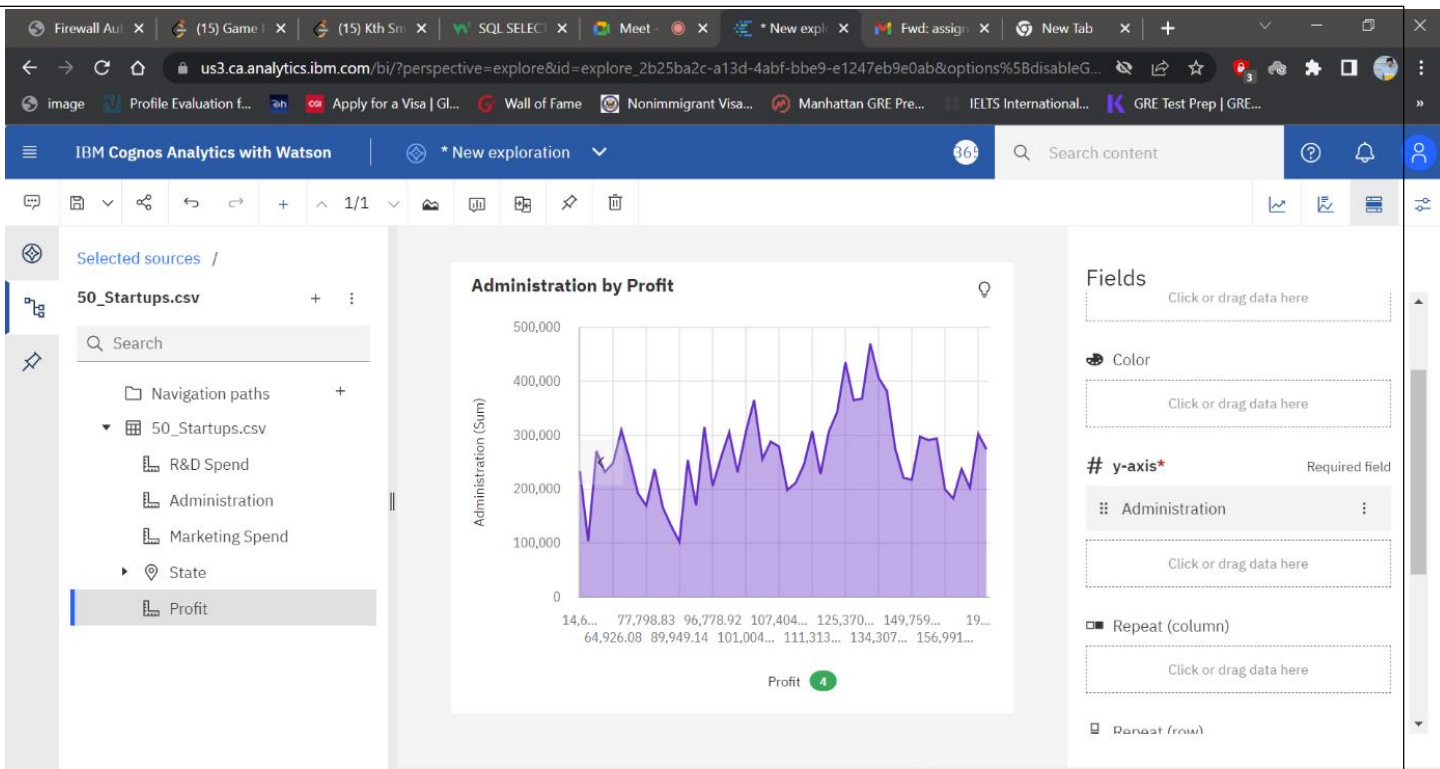 Firewall Aut
(15) Game
(15) Kth Sm
SQL SELECT
Meet -
* New explo
Fwd: assign
New Tab
us3.ca.analytics.ibm.com/bi/?perspective=explore&id=explore_2b25ba2c-a13d-4abf-bbe9-e1247eb9e0ab&options%5BdisableG...
3
image
Profile Evaluation f...
Apply for a Visa | Gl...
Wall of Fame
Nonimmigrant Visa...
Manhattan GRE Pre...
IELTS International...
GRE Test Prep | GRE...
»
IBM Cognos Analytics with Watson
* New exploration
365
Search content
1/1
Selected sources /
50_Startups.csv
Search
Navigation paths
50_Startups.csv
R&D Spend
Administration
Marketing Spend
State
Profit
Administration by Profit
Administration (Sum)
500,000
400,000
300,000
200,000
100,000
0
14,6... 77,798.83 96,778.92 107,404... 125,370... 149,759... 19...
64,926.08 89,949.14 101,004... 111,313... 134,307... 156,991...
Profit 4
Fields
Click or drag data here
Color
Click or drag data here
# y-axis* Required field
Administration
Click or drag data here
Repeat (column)
Click or drag data here
Repeat (row)